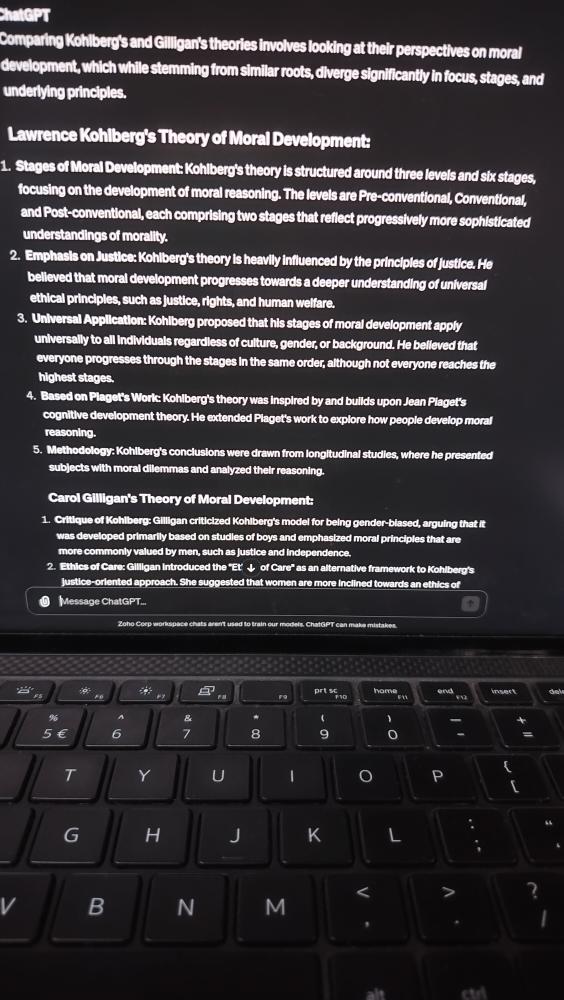 ChatGPT
Comparing Kohlberg's and Gilligan's theories involves looking at their perspectives on moral
development, which while stemming from similar roots, diverge significantly in focus, stages, and
underlying principles.
Lawrence Kohlberg's Theory of Moral Development:
1. Stages of Moral Development: Kohlberg's theory is structured around three levels and six stages,
focusing on the development of moral reasoning. The levels are Pre-conventional, Conventional,
and Post-conventional, each comprising two stages that reflect progressively more sophisticated
understandings of morality.
2. Emphasis on Justice: Kohlberg's theory is heavily influenced by the principles of justice. He
believed that moral development progresses towards a deeper understanding of universal
ethical principles, such as justice, rights, and human welfare.
3. Universal Application: Kohlberg proposed that his stages of moral development apply
universally to all individuals regardless of culture, gender, or background. He believed that
everyone progresses through the stages in the same order, although not everyone reaches the
highest stages.
4. Based on Piaget's Work: Kohlberg's theory was inspired by and builds upon Jean Piaget's
cognitive development theory. He extended Piaget's work to explore how people develop moral
reasoning.
5. Methodology: Kohlberg's conclusions were drawn from longitudinal studies, where he presented
subjects with moral dilemmas and analyzed their reasoning.
Carol Gilligan's Theory of Moral Development:
1. Critique of Kohlberg: Gilligan criticized Kohlberg's model for being gender-biased, arguing that it
was developed primarily based on studies of boys and emphasized moral principles that are
more commonly valued by men, such as justice and independence.
2. Ethics of Care: Gilligan introduced the "Et ↓ of Care" as an alternative framework to Kohlberg's
justice-oriented approach. She suggested that women are more inclined towards an ethics of
Message ChatGPT...
Zoho Corp workspace chats aren't used to train our models. ChatGPT can make mistakes.
F5 F6 F7 F8 F9 prt sc F10 home F11 end F12 insert dele
% 5 € ^ 6 & 7 * 8 ( 9 ) 0 — - + =
T Y U I O P { [
G H J K L : ; “ ‘
V B N M < , > . ? /
alt ctrl